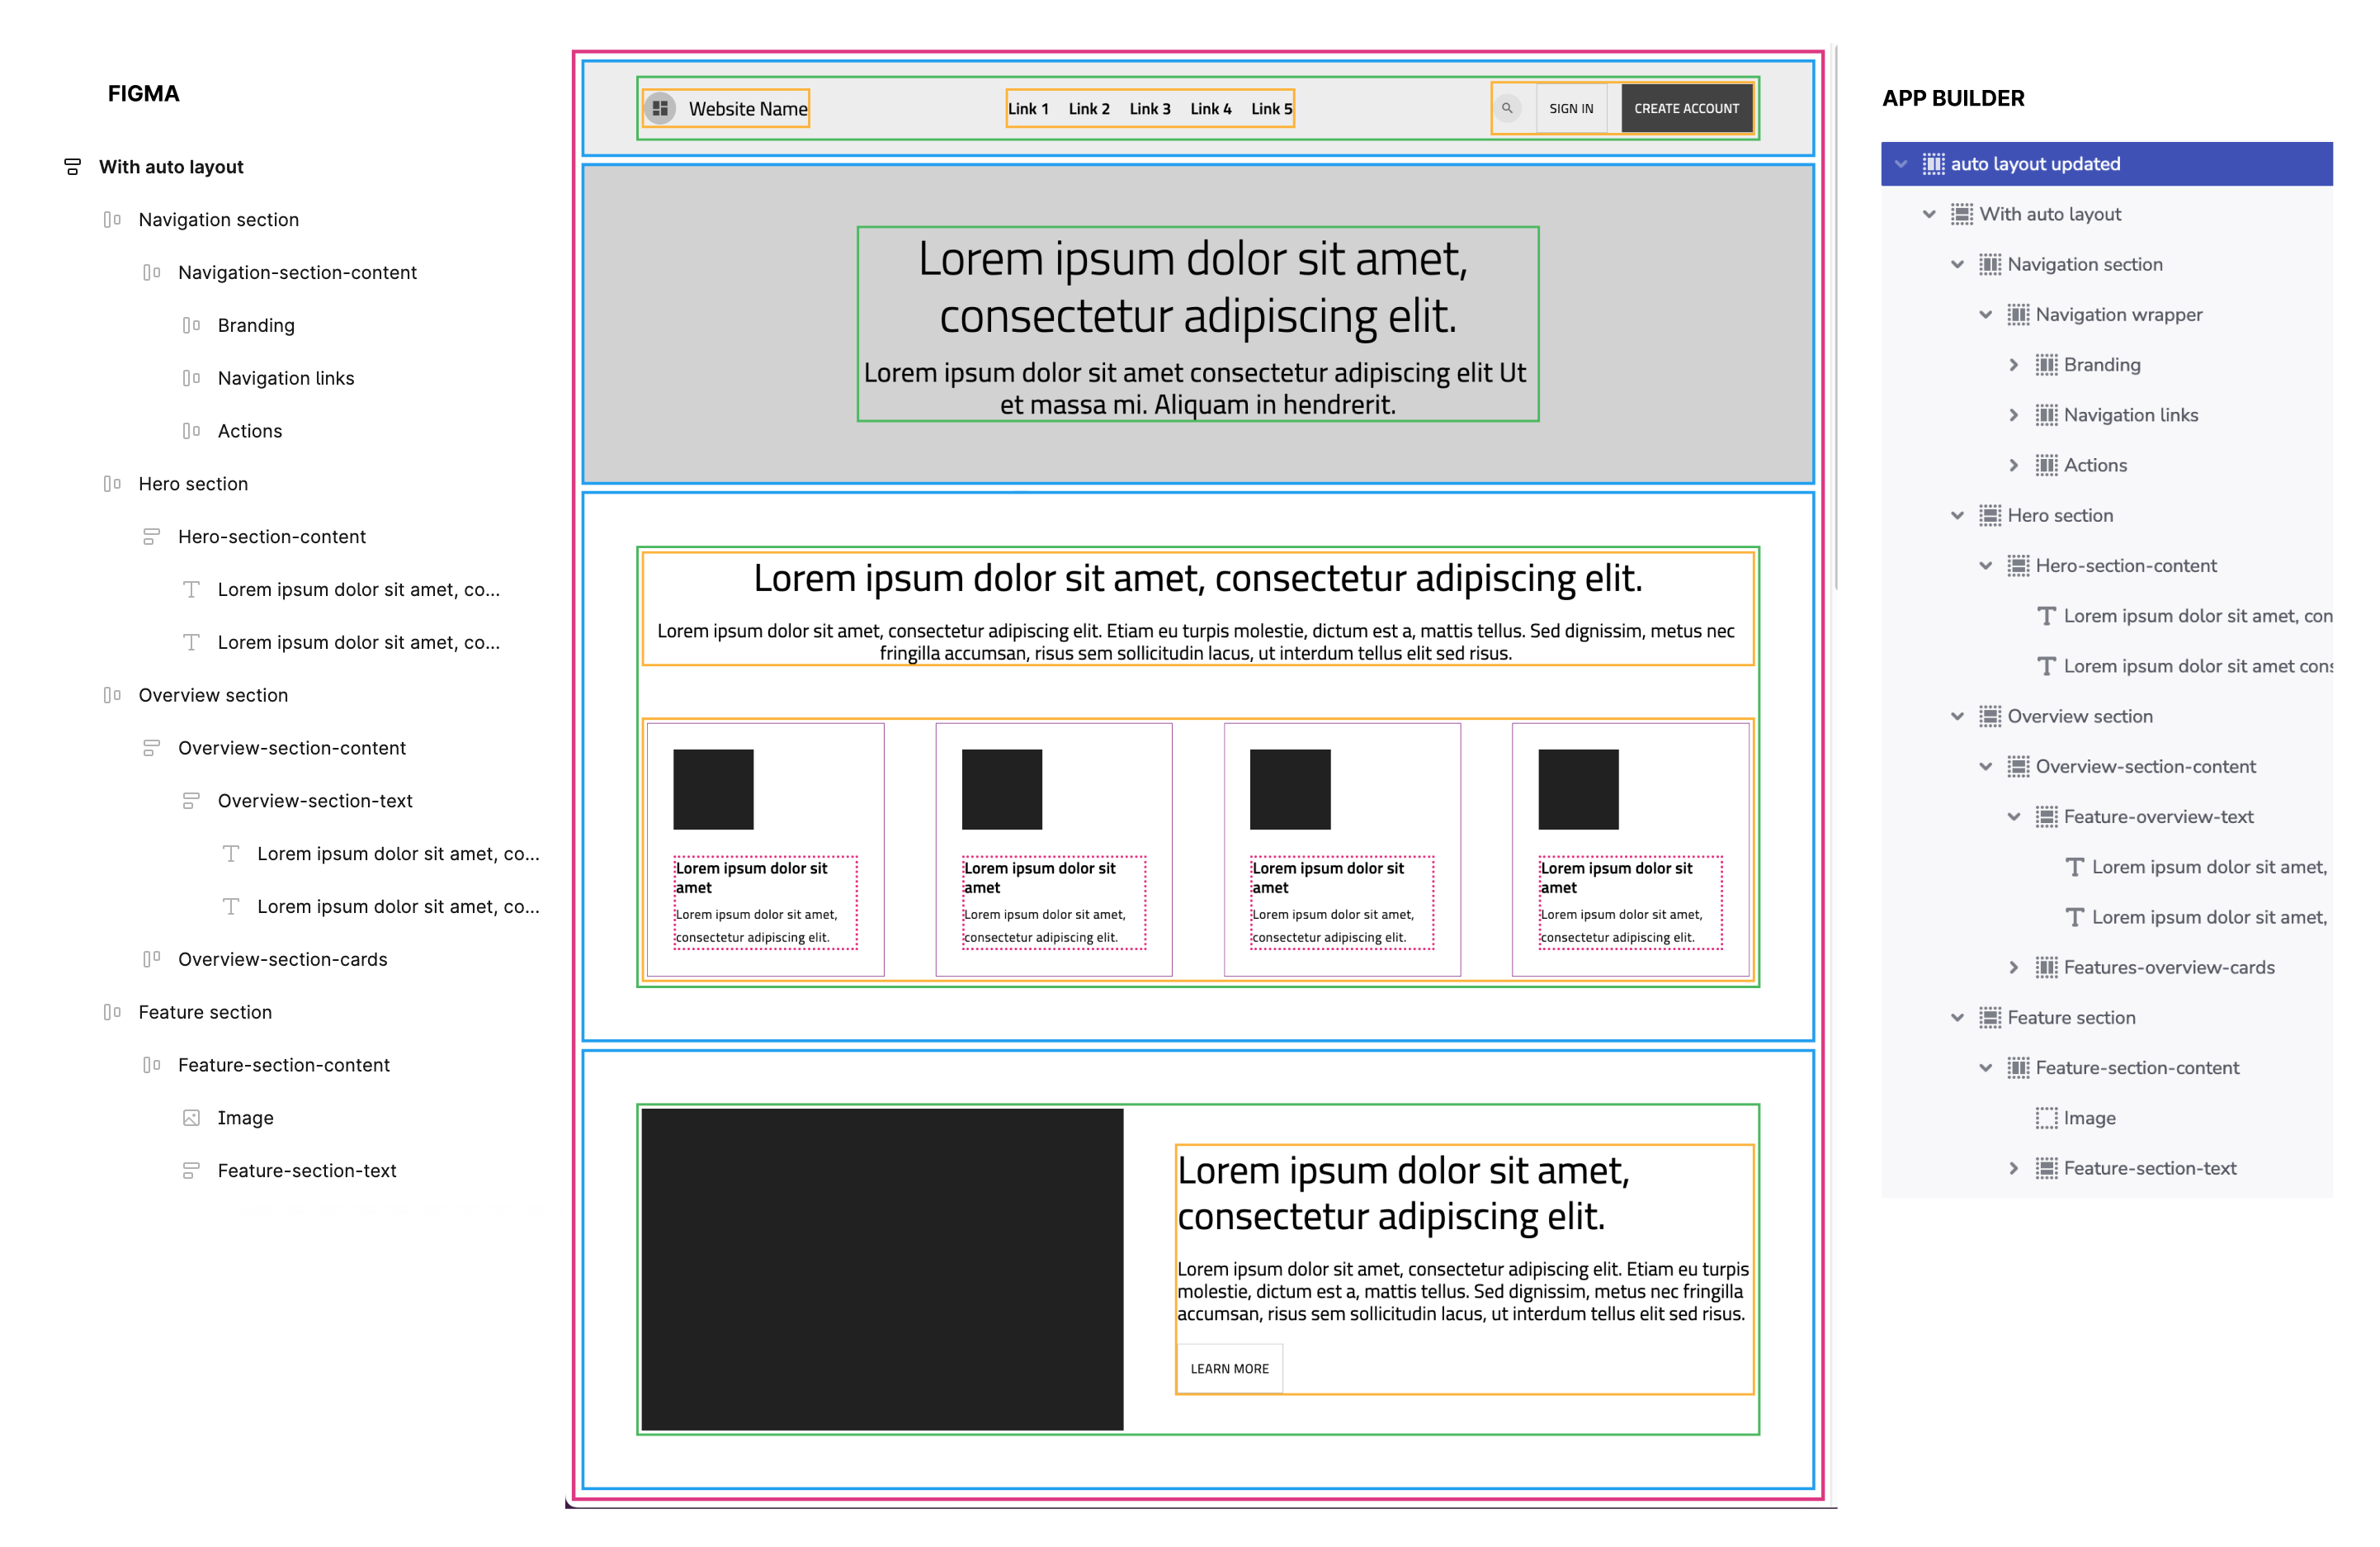 FIGMA
With auto layout
Navigation section
Navigation-section-content
Branding
Navigation links
Actions
Hero section
Hero-section-content
Lorem ipsum dolor sit amet, co...
Lorem ipsum dolor sit amet, co...
Overview section
Overview-section-content
Overview-section-text
Lorem ipsum dolor sit amet, co...
Lorem ipsum dolor sit amet, co...
Overview-section-cards
Feature section
Feature-section-content
Image
Feature-section-text
Website Name
Link 1 Link 2 Link 3 Link 4 Link 5
SIGN IN
CREATE ACCOUNT
Lorem ipsum dolor sit amet,
consectetur adipiscing elit.
Lorem ipsum dolor sit amet consectetur adipiscing elit Ut
et massa mi. Aliquam in hendrerit.
Lorem ipsum dolor sit amet, consectetur adipiscing elit.
Lorem ipsum dolor sit amet, consectetur adipiscing elit. Etiam eu turpis molestie, dictum est a, mattis tellus. Sed dignissim, metus nec
fringilla accumsan, risus sem sollicitudin lacus, ut interdum tellus elit sed risus.
Lorem ipsum dolor sit
amet
Lorem ipsum dolor sit amet,
consectetur adipiscing elit.
Lorem ipsum dolor sit
amet
Lorem ipsum dolor sit amet,
consectetur adipiscing elit.
Lorem ipsum dolor sit
amet
Lorem ipsum dolor sit amet,
consectetur adipiscing elit.
Lorem ipsum dolor sit
amet
Lorem ipsum dolor sit amet,
consectetur adipiscing elit.
Lorem ipsum dolor sit amet,
consectetur adipiscing elit.
Lorem ipsum dolor sit amet, consectetur adipiscing elit. Etiam eu turpis
molestie, dictum est a, mattis tellus. Sed dignissim, metus nec fringilla
accumsan, risus sem sollicitudin lacus, ut interdum tellus elit sed risus.
LEARN MORE
APP BUILDER
auto layout updated
With auto layout
Navigation section
Navigation wrapper
Branding
Navigation links
Actions
Hero section
Hero-section-content
Lorem ipsum dolor sit amet, con
Lorem ipsum dolor sit amet cons
Overview section
Overview-section-content
Feature-overview-text
Lorem ipsum dolor sit amet,
Lorem ipsum dolor sit amet,
Features-overview-cards
Feature section
Feature-section-content
Image
Feature-section-text